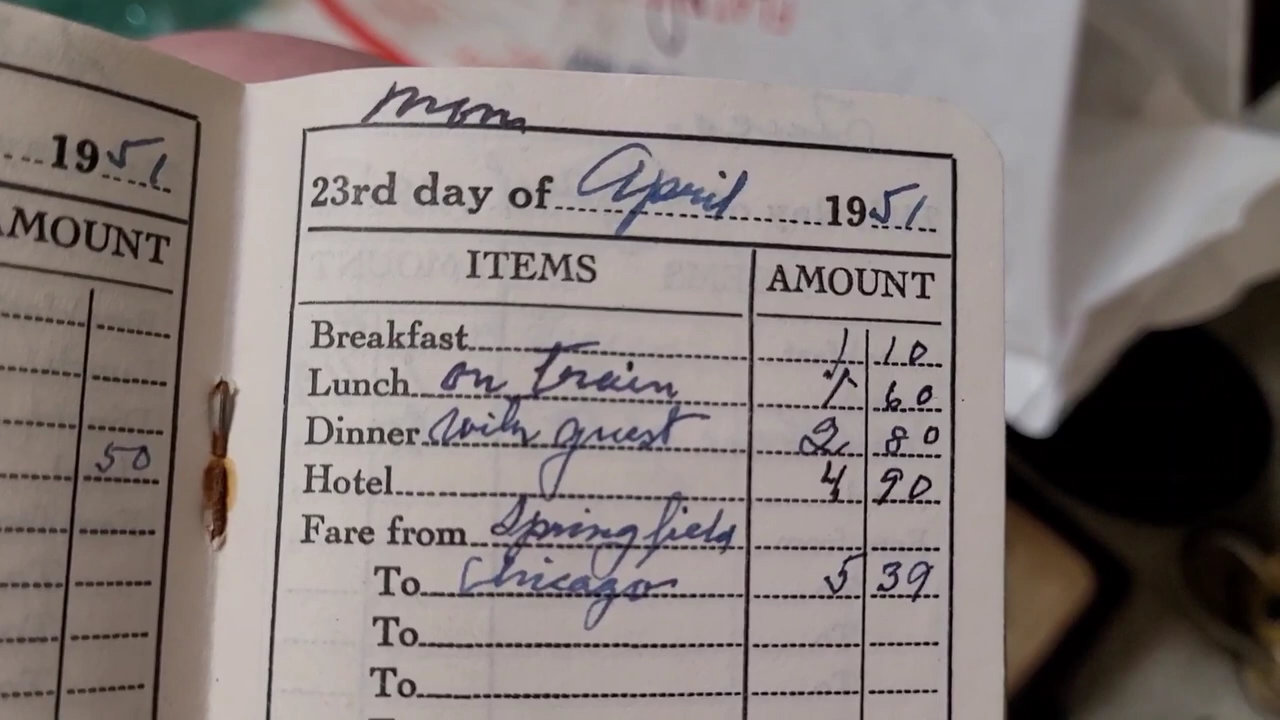 19 51
AMOUNT
50
Mon
23rd day of April 1951
ITEMS AMOUNT
Breakfast 1 10
Lunch on train 1 60
Dinner with guest 2 80
Hotel 4 90
Fare from Springfield
To Chicago 5 39
To
To